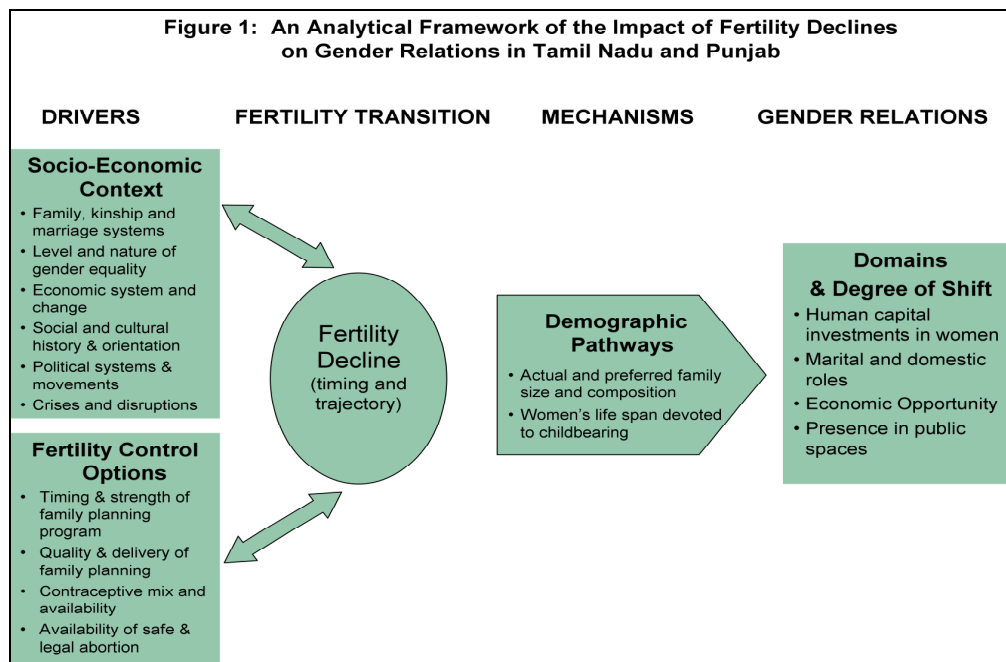 Figure 1: An Analytical Framework of the Impact of Fertility Declines
on Gender Relations in Tamil Nadu and Punjab
DRIVERS
FERTILITY TRANSITION
MECHANISMS
GENDER RELATIONS
Socio-Economic
Context
• Family, kinship and
marriage systems
• Level and nature of
gender equality
• Economic system and
change
• Social and cultural
history & orientation
• Political systems &
movements
• Crises and disruptions
Fertility Control
Options
• Timing & strength of
family planning
program
• Quality & delivery of
family planning
• Contraceptive mix and
availability
• Availability of safe &
legal abortion
Fertility
Decline
(timing and
trajectory)
Demographic
Pathways
• Actual and preferred family
size and composition
• Women's life span devoted
to childbearing
Domains
& Degree of Shift
• Human capital
investments in women
• Marital and domestic
roles
• Economic Opportunity
• Presence in public
spaces